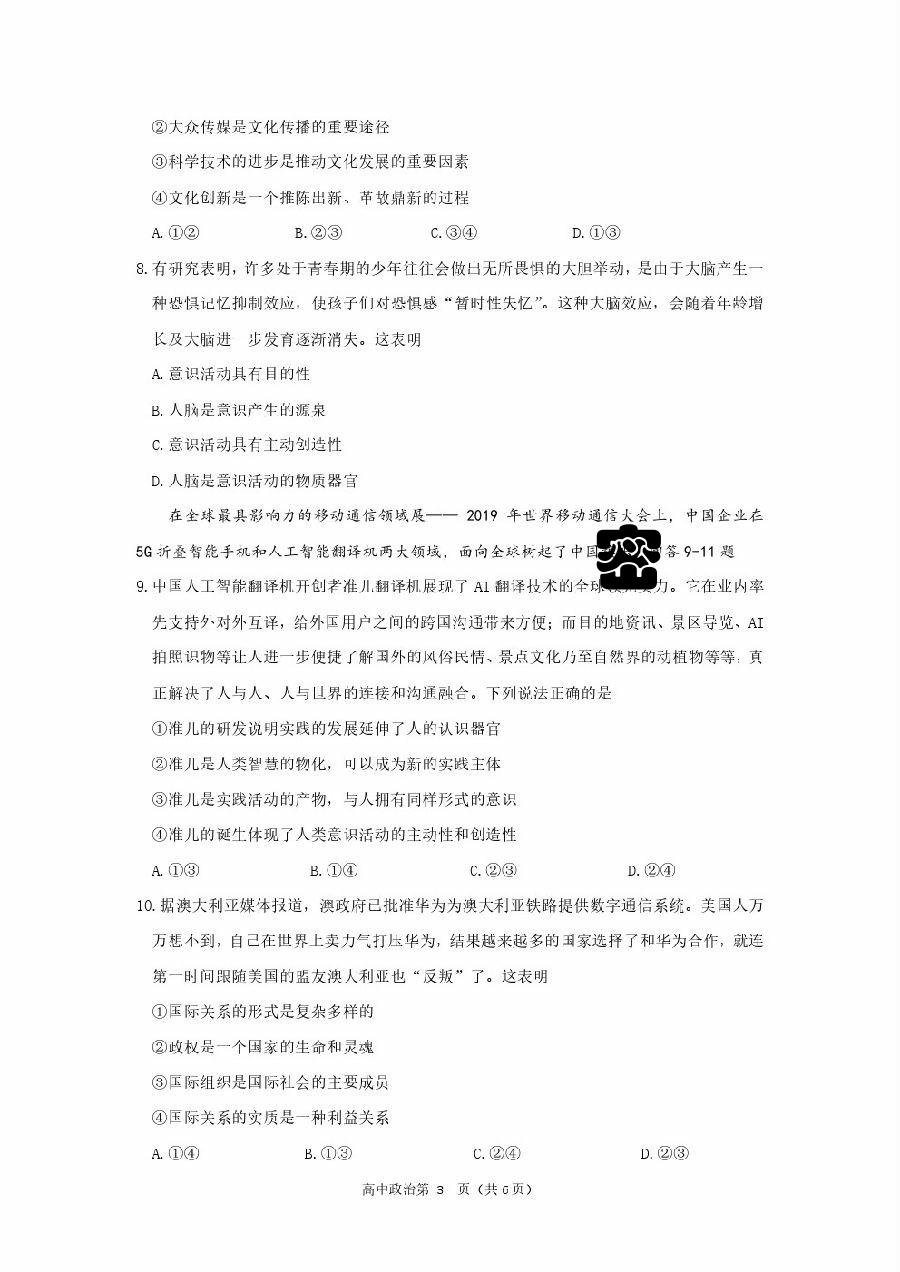 ②大众传媒是文化传播的重要途径
③科学技术的进步是推动文化发展的重要因素
④文化创新是一个推陈出新、革故鼎新的过程
A. ①② B. ②③ C. ③④ D. ①③
8. 有研究表明，许多处于青春期的少年往往会做出无所畏惧的大胆举动，是由于大脑产生一
种恐惧记忆抑制效应，使孩子们对恐惧感“暂时性失忆”。这种大脑效应，会随着年龄增
长及大脑进 步发育逐渐消失。这表明
A. 意识活动具有目的性
B. 人脑是意识产生的源泉
C. 意识活动具有主动创造性
D. 人脑是意识活动的物质器官
在全球最具影响力的移动通信领域展—— 2019 年世界移动通信大会上，中国企业在
5G 折叠智能手机和人工智能翻译机两大领域，面向全球树起了中国 答 9-11 题
9. 中国人工智能翻译机开创者准儿翻译机展现了 AI 翻译技术的全球 力。它在业内率
先支持外对外互译，给外国用户之间的跨国沟通带来方便；而目的地资讯、景区导览、AI
拍照识物等让人进一步便捷了解国外的风俗民情、景点文化乃至自然界的动植物等等，真
正解决了人与人、人与世界的连接和沟通融合。下列说法正确的是
①准儿的研发说明实践的发展延伸了人的认识器官
②准儿是人类智慧的物化，可以成为新的实践主体
③准儿是实践活动的产物，与人拥有同样形式的意识
④准儿的诞生体现了人类意识活动的主动性和创造性
A. ①③ B. ①④ C. ②③ D. ②④
10. 据澳大利亚媒体报道，澳政府已批准华为为澳大利亚铁路提供数字通信系统。美国人万
万想不到，自己在世界上卖力气打压华为，结果越来越多的国家选择了和华为合作，就连
第一时间跟随美国的盟友澳大利亚也“反叛”了。这表明
①国际关系的形式是复杂多样的
②政权是一个国家的生命和灵魂
③国际组织是国际社会的主要成员
④国际关系的实质是一种利益关系
A. ①④ B. ①③ C. ②④ D. ②③
高中政治第 3 页（共 6 页）